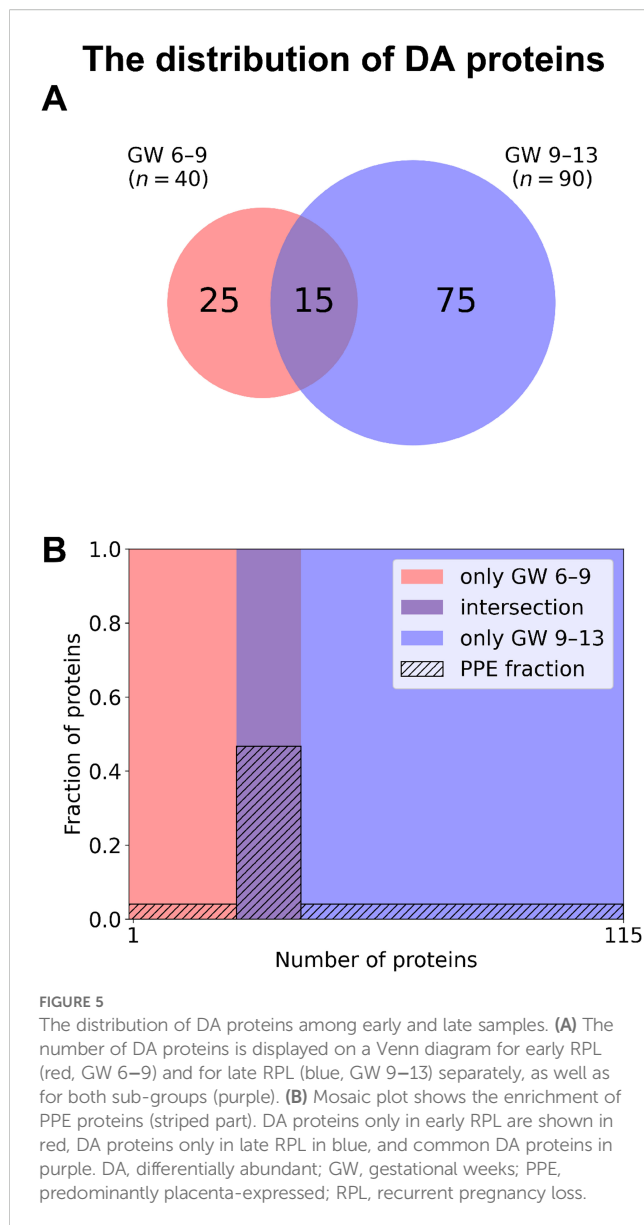 The distribution of DA proteins
A
GW 6–9
(n = 40)
GW 9–13
(n = 90)
25
15
75
B
1.0
0.8
0.6
0.4
0.2
0.0
Fraction of proteins
only GW 6–9
intersection
only GW 9–13
PPE fraction
1
115
Number of proteins
FIGURE 5
The distribution of DA proteins among early and late samples. (A) The
number of DA proteins is displayed on a Venn diagram for early RPL
(red, GW 6–9) and for late RPL (blue, GW 9–13) separately, as well as
for both sub-groups (purple). (B) Mosaic plot shows the enrichment of
PPE proteins (striped part). DA proteins only in early RPL are shown in
red, DA proteins only in late RPL in blue, and common DA proteins in
purple. DA, differentially abundant; GW, gestational weeks; PPE,
predominantly placenta-expressed; RPL, recurrent pregnancy loss.